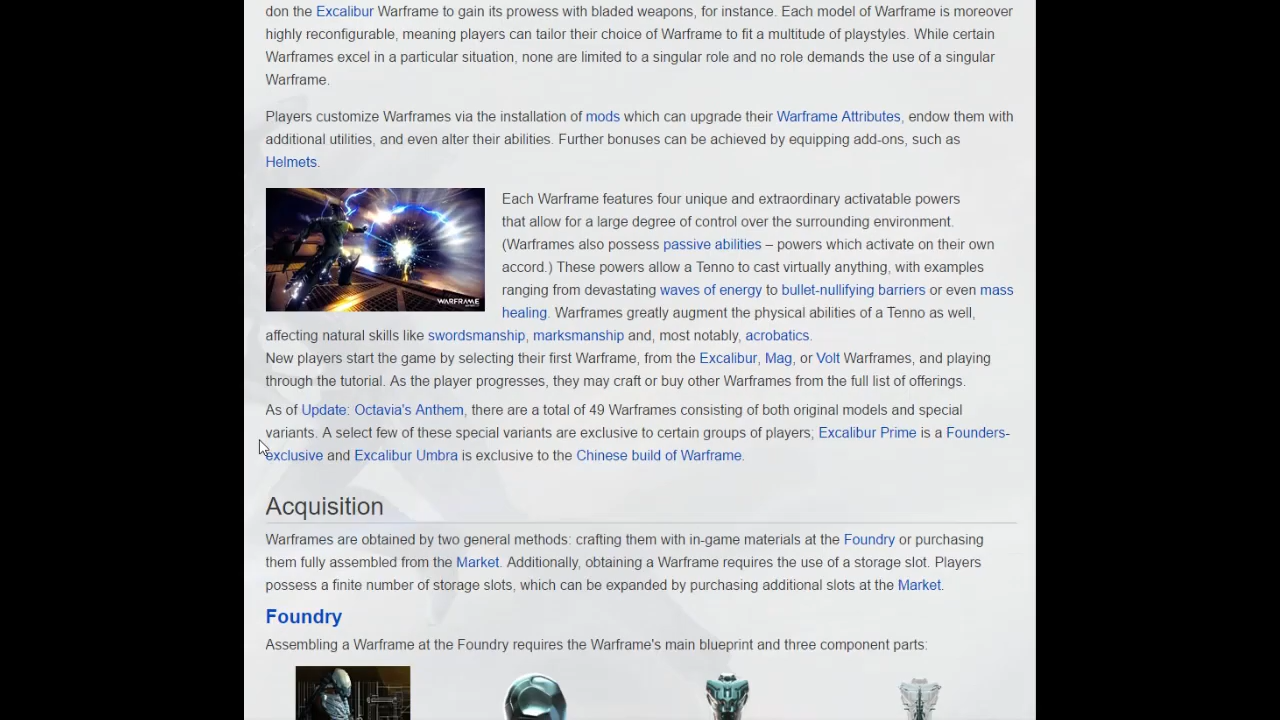 don the Excalibur Warframe to gain its prowess with bladed weapons, for instance. Each model of Warframe is moreover
highly reconfigurable, meaning players can tailor their choice of Warframe to fit a multitude of playstyles. While certain
Warframes excel in a particular situation, none are limited to a singular role and no role demands the use of a singular
Warframe.
Players customize Warframes via the installation of mods which can upgrade their Warframe Attributes, endow them with
additional utilities, and even alter their abilities. Further bonuses can be achieved by equipping add-ons, such as
Helmets.
WARFRAME
Each Warframe features four unique and extraordinary activatable powers
that allow for a large degree of control over the surrounding environment.
(Warframes also possess passive abilities – powers which activate on their own
accord.) These powers allow a Tenno to cast virtually anything, with examples
ranging from devastating waves of energy to bullet-nullifying barriers or even mass
healing. Warframes greatly augment the physical abilities of a Tenno as well,
affecting natural skills like swordsmanship, marksmanship and, most notably, acrobatics.
New players start the game by selecting their first Warframe, from the Excalibur, Mag, or Volt Warframes, and playing
through the tutorial. As the player progresses, they may craft or buy other Warframes from the full list of offerings.
As of Update: Octavia's Anthem, there are a total of 49 Warframes consisting of both original models and special
variants. A select few of these special variants are exclusive to certain groups of players; Excalibur Prime is a Founders-
exclusive and Excalibur Umbra is exclusive to the Chinese build of Warframe.
Acquisition
Warframes are obtained by two general methods: crafting them with in-game materials at the Foundry or purchasing
them fully assembled from the Market. Additionally, obtaining a Warframe requires the use of a storage slot. Players
possess a finite number of storage slots, which can be expanded by purchasing additional slots at the Market.
Foundry
Assembling a Warframe at the Foundry requires the Warframe's main blueprint and three component parts: